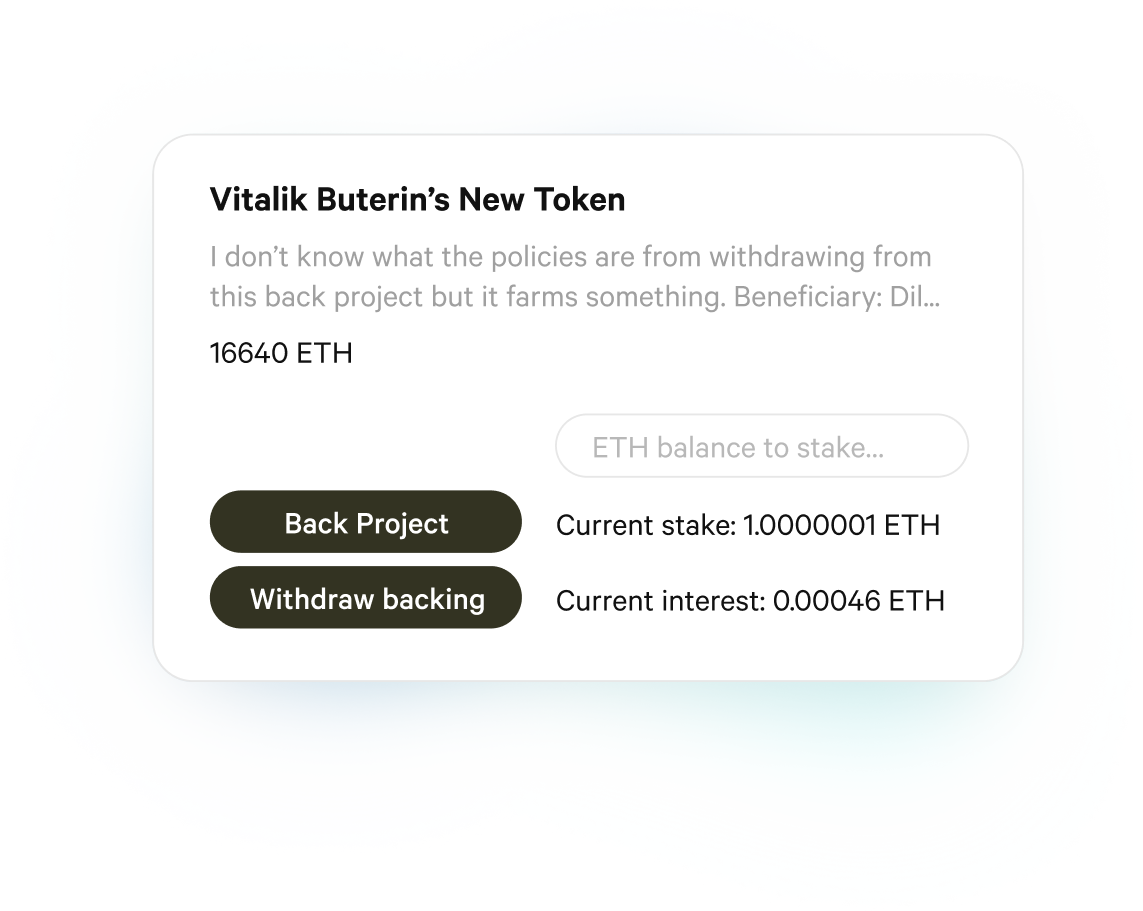 Vitalik Buterin’s New Token
I don’t know what the policies are from withdrawing from
this back project but it farms something. Beneficiary: Dil...
16640 ETH
ETH balance to stake...
Back Project
Current stake: 1.0000001 ETH
Withdraw backing
Current interest: 0.00046 ETH